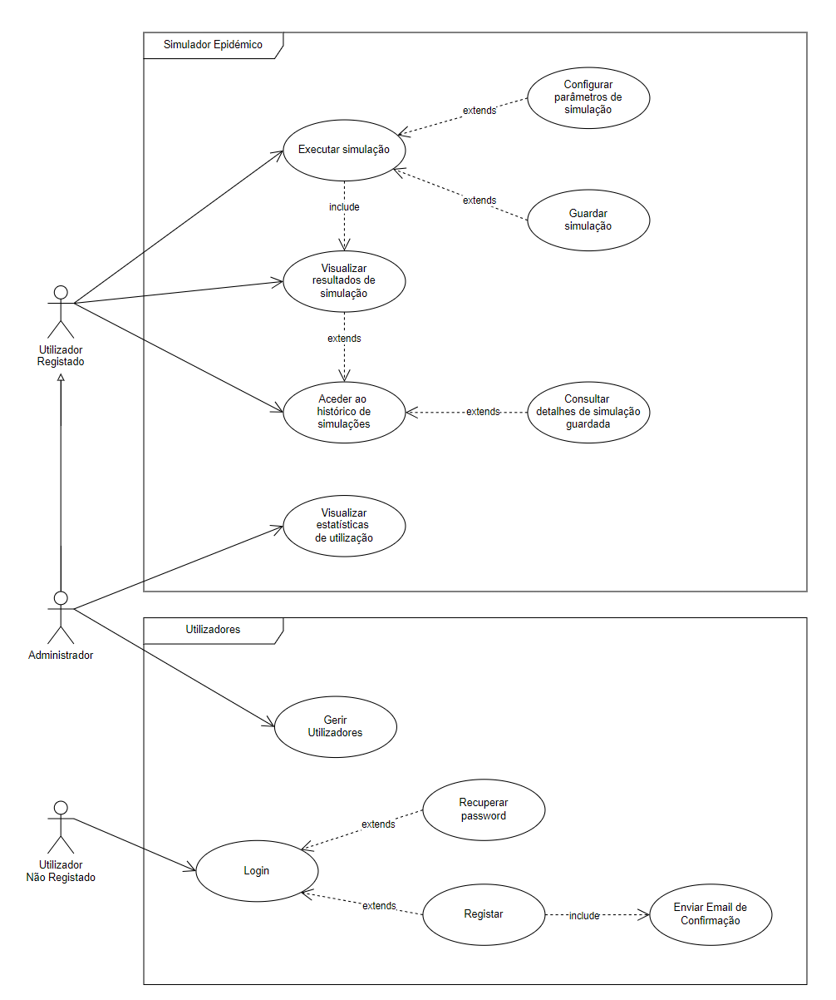 Simulador Epidémico
Configurar
parâmetros de
simulação
extends
Executar simulação
extends
include
Guardar
simulação
Visualizar
resultados de
simulação
Utilizador
Registado
extends
Aceder ao
histórico de
simulações
extends
Consultar
detalhes de simulação
guardada
Visualizar
estatísticas
de utilização
Administrador
Utilizadores
Gerir
Utilizadores
Recuperar
password
extends
Utilizador
Não Registado
Login
extends
Registar
include
Enviar Email de
Confirmação